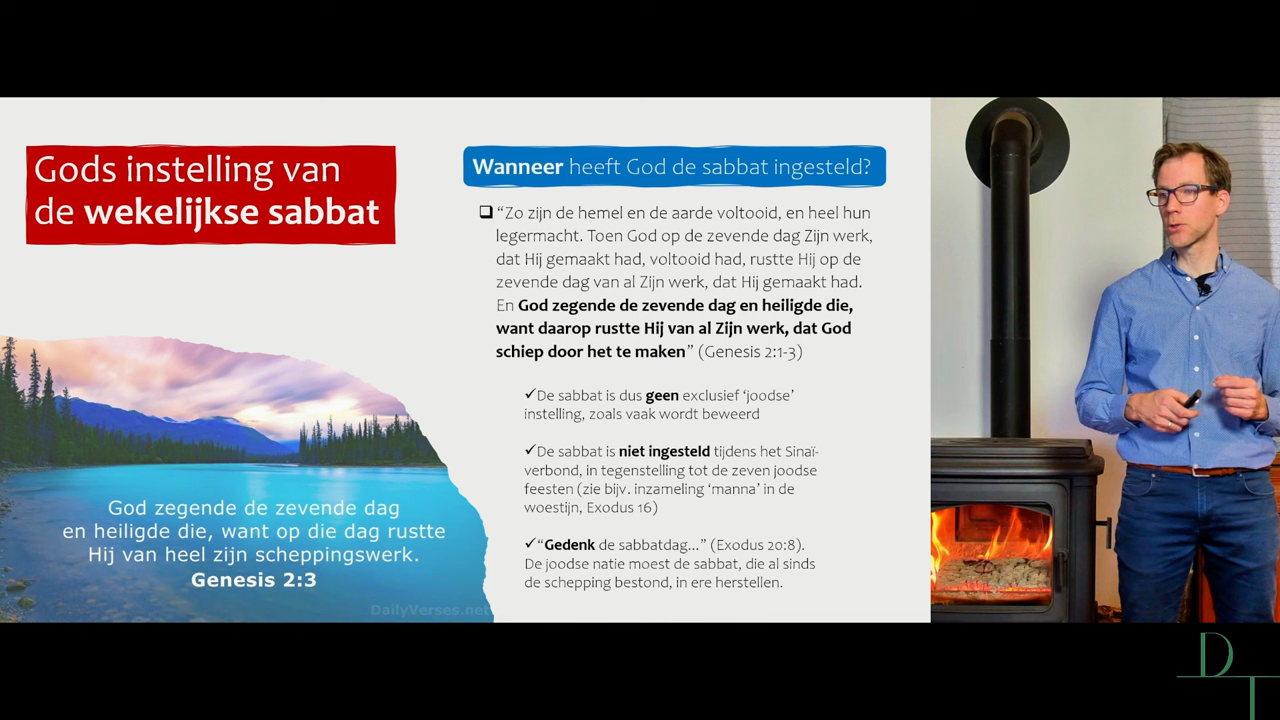 Gods instelling van
de wekelijkse sabbat
Wanneer heeft God de sabbat ingesteld?
❑ “Zo zijn de hemel en de aarde voltooid, en heel hun
legermacht. Toen God op de zevende dag Zijn werk,
dat Hij gemaakt had, voltooid had, rustte Hij op de
zevende dag van al Zijn werk, dat Hij gemaakt had.
En God zegende de zevende dag en heiligde die,
want daarop rustte Hij van al Zijn werk, dat God
schiep door het te maken” (Genesis 2:1-3)
✓De sabbat is dus geen exclusief ‘joodse’
instelling, zoals vaak wordt beweerd
✓De sabbat is niet ingesteld tijdens het Sinaï-
verbond, in tegenstelling tot de zeven joodse
feesten (zie bijv. inzameling ‘manna’ in de
woestijn, Exodus 16)
✓“Gedenk de sabbatdag...” (Exodus 20:8).
De joodse natie moest de sabbat, die al sinds
de schepping bestond, in ere herstellen.
God zegende de zevende dag
en heiligde die, want op die dag rustte
Hij van heel zijn scheppingswerk.
Genesis 2:3
DailyVerses.net
DT